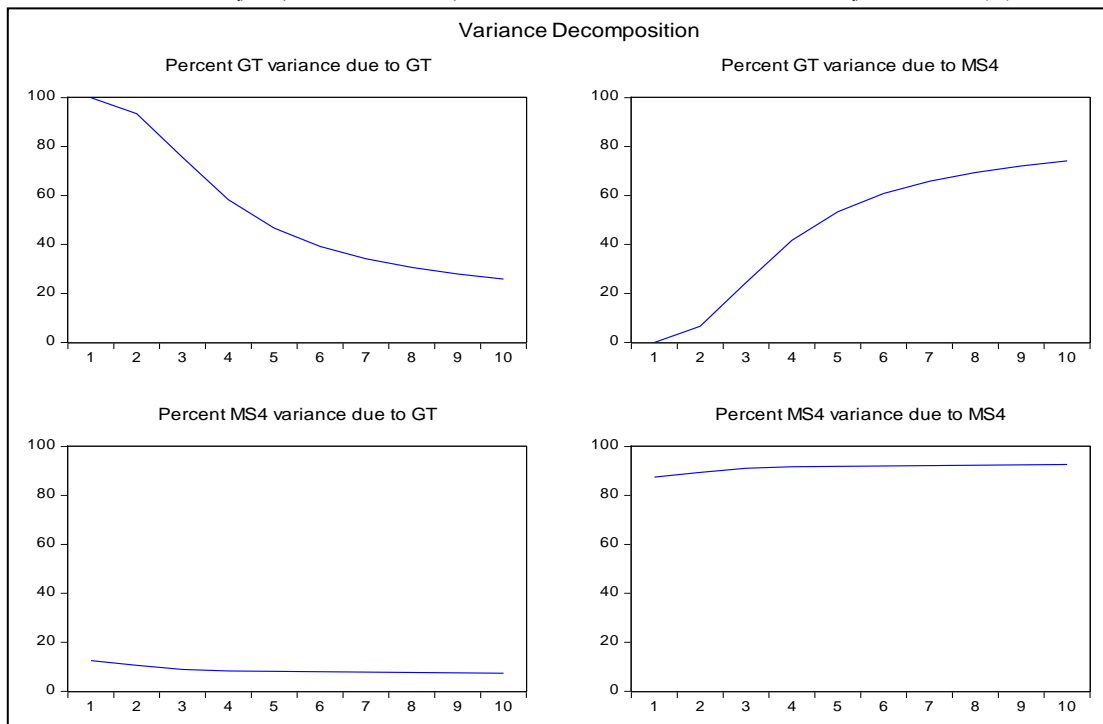 Variance Decomposition
Percent GT variance due to GT
100
80
60
40
20
0
1 2 3 4 5 6 7 8 9 10
Percent GT variance due to MS4
100
80
60
40
20
0
1 2 3 4 5 6 7 8 9 10
Percent MS4 variance due to GT
100
80
60
40
20
0
1 2 3 4 5 6 7 8 9 10
Percent MS4 variance due to MS4
100
80
60
40
20
0
1 2 3 4 5 6 7 8 9 10